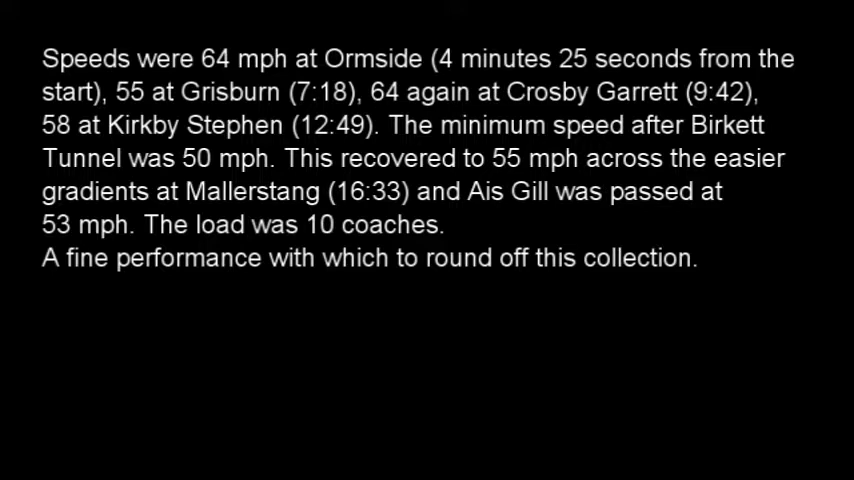 Speeds were 64 mph at Ormside (4 minutes 25 seconds from the
start), 55 at Grisburn (7:18), 64 again at Crosby Garrett (9:42),
58 at Kirkby Stephen (12:49). The minimum speed after Birkett
Tunnel was 50 mph. This recovered to 55 mph across the easier
gradients at Mallerstang (16:33) and Ais Gill was passed at
53 mph. The load was 10 coaches.
A fine performance with which to round off this collection.